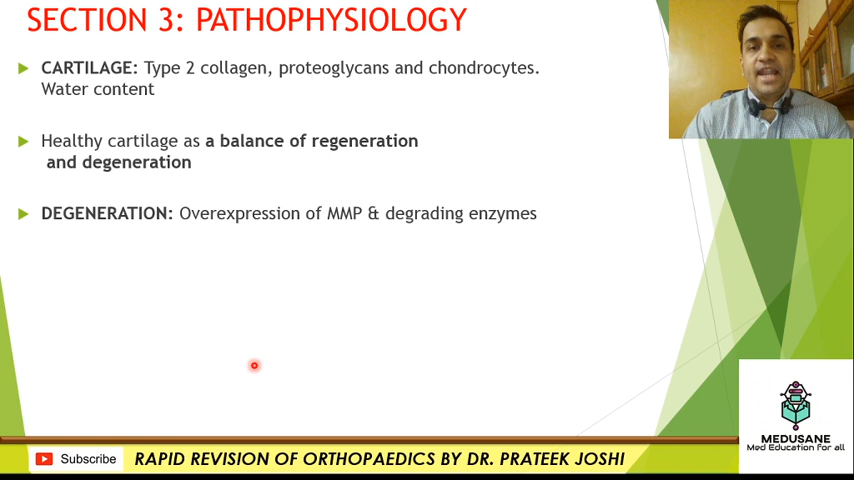 SECTION 3: PATHOPHYSIOLOGY
CARTILAGE: Type 2 collagen, proteoglycans and chondrocytes.
Water content
Healthy cartilage as a balance of regeneration
and degeneration
DEGENERATION: Overexpression of MMP & degrading enzymes
MEDUSANE
Med Education for all
Subscribe
RAPID REVISION OF ORTHOPAEDICS BY DR. PRATEEK JOSHI